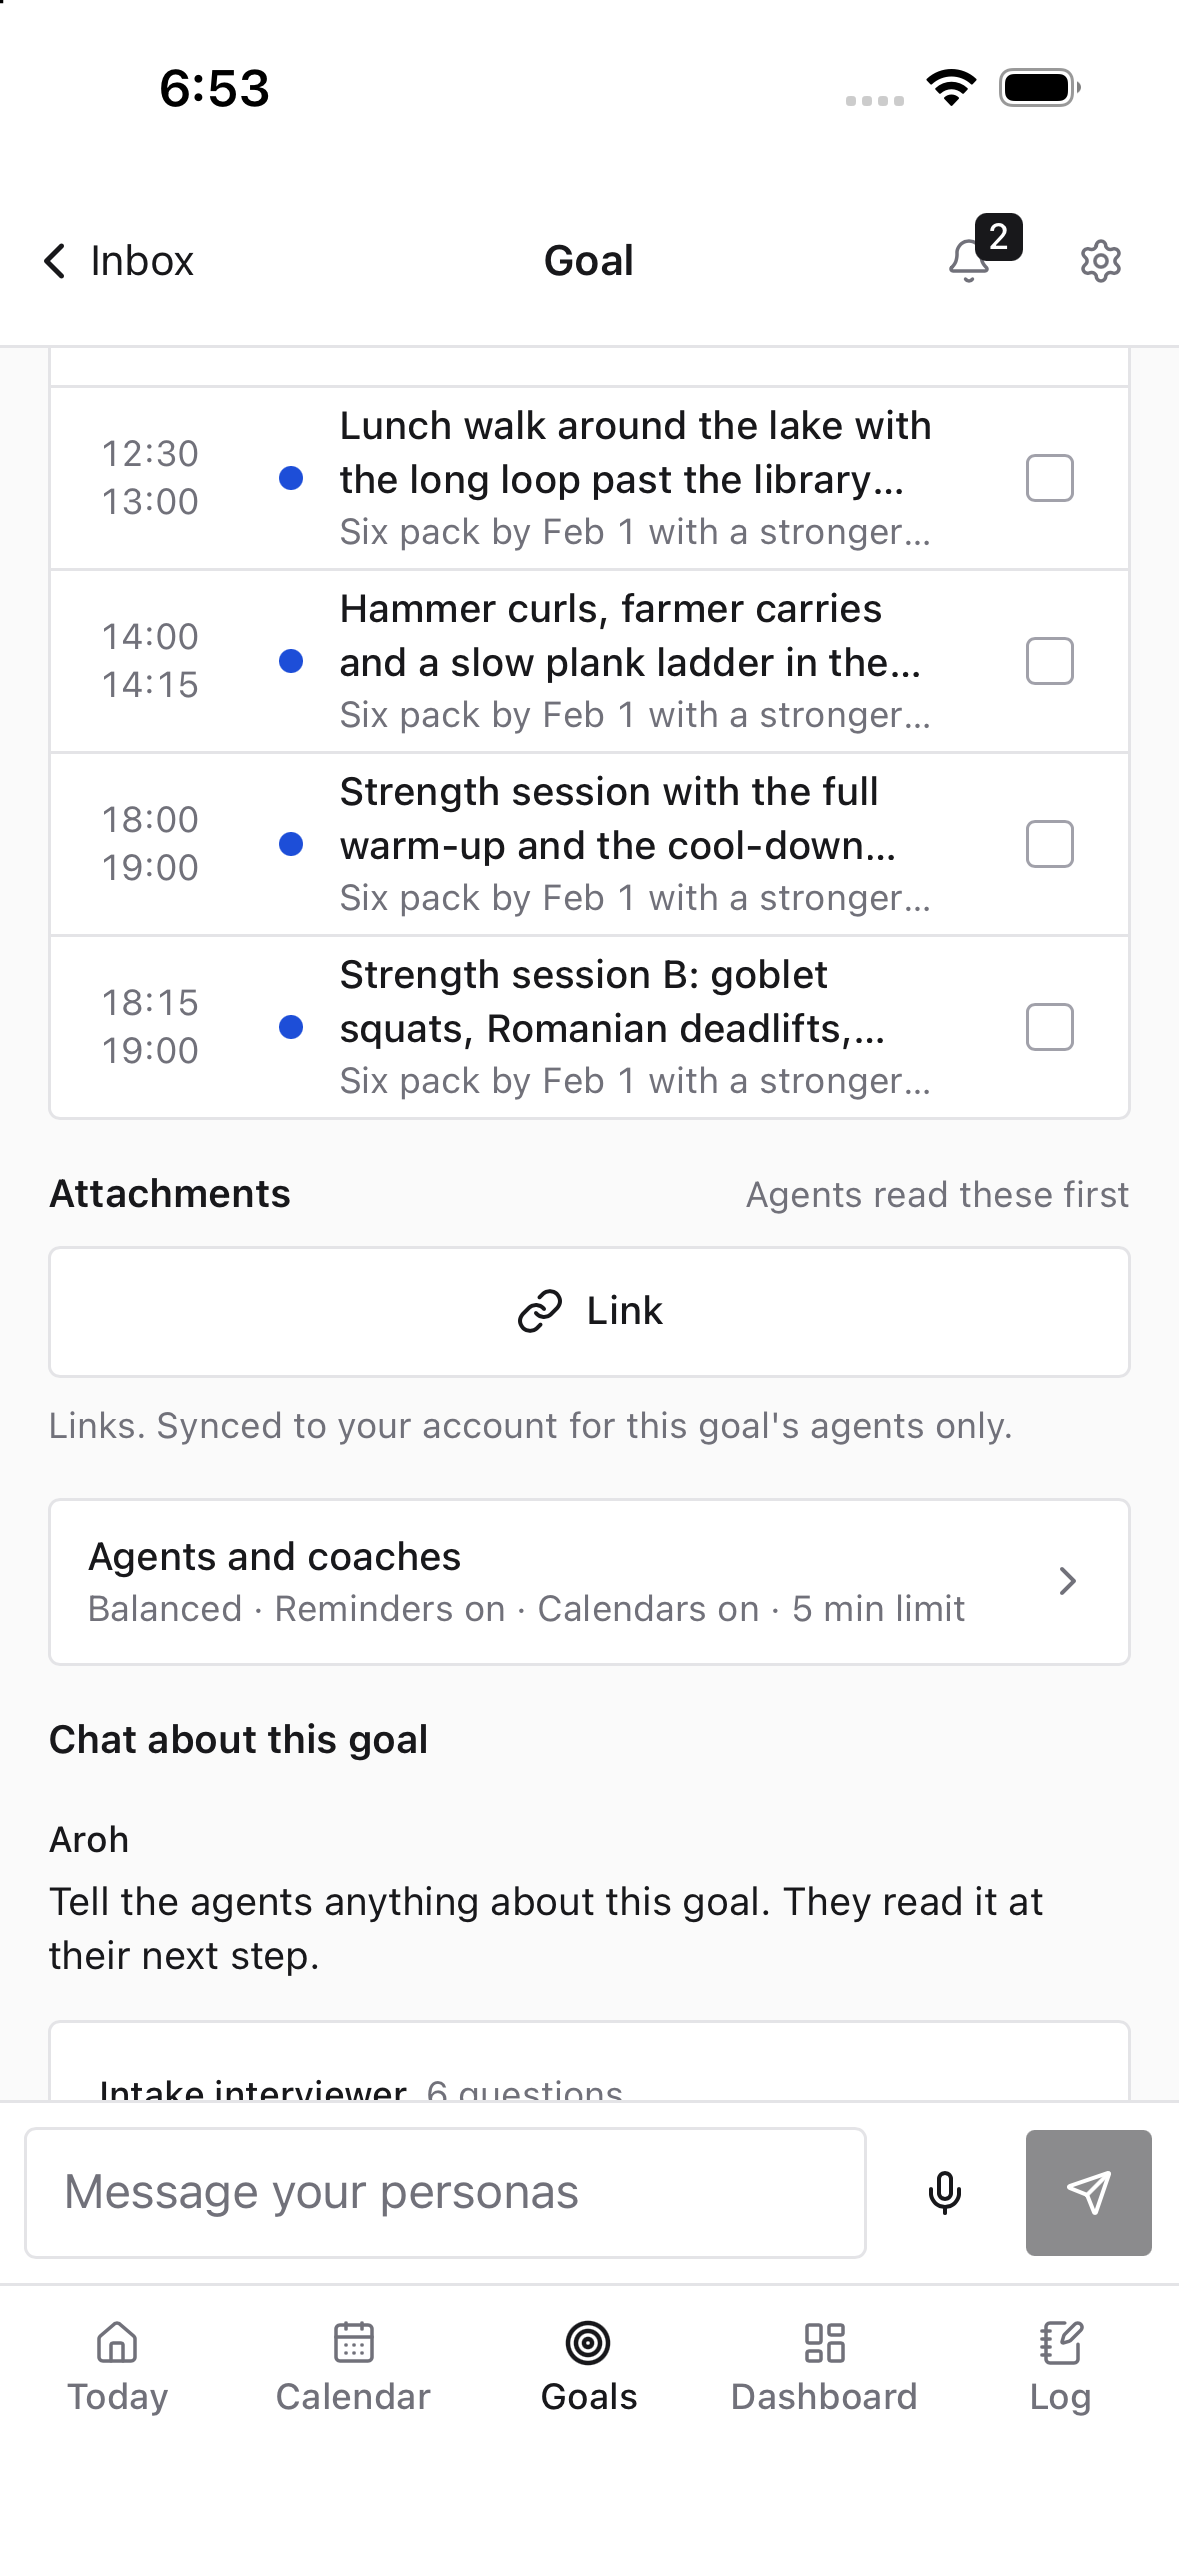 6:53
Inbox
Goal
2
12:30
13:00
Lunch walk around the lake with
the long loop past the library...
Six pack by Feb 1 with a stronger...
14:00
14:15
Hammer curls, farmer carries
and a slow plank ladder in the...
Six pack by Feb 1 with a stronger...
18:00
19:00
Strength session with the full
warm-up and the cool-down...
Six pack by Feb 1 with a stronger...
18:15
19:00
Strength session B: goblet
squats, Romanian deadlifts,...
Six pack by Feb 1 with a stronger...
Attachments
Agents read these first
Link
Links. Synced to your account for this goal's agents only.
Agents and coaches
Balanced · Reminders on · Calendars on · 5 min limit
Chat about this goal
Aroh
Tell the agents anything about this goal. They read it at
their next step.
Intake interviewer 6 questions
Message your personas
Today
Calendar
Goals
Dashboard
Log